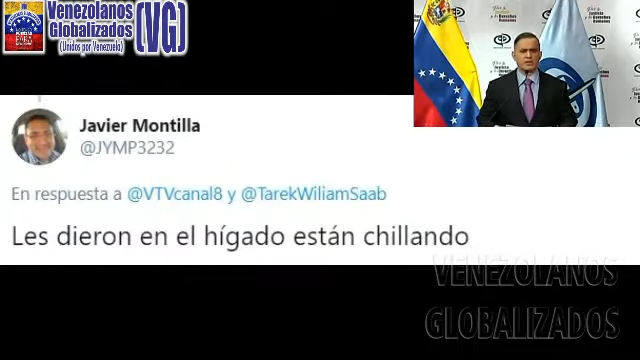 Venezolanos
Globalizados
(Unidos por Venezuela)
(VG)
Javier Montilla
@JYMP3232
En respuesta a @VTVcanal8 y @TarekWiliamSaab
Les dieron en el hígado están chillando
VENEZOLANOS
GLOBALIZADOS